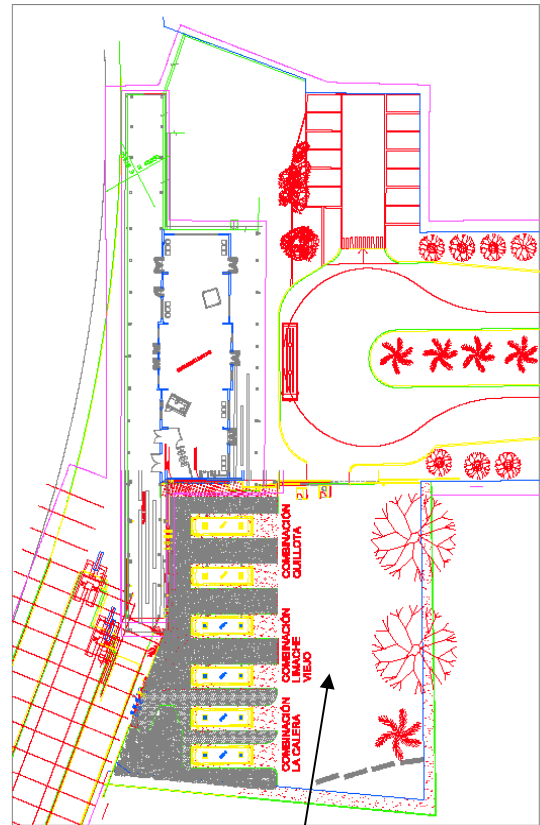 COMBINACIÓN
QUILLOTA
COMBINACIÓN
LIMACHE
VIEJO
COMBINACIÓN
LA CALERA